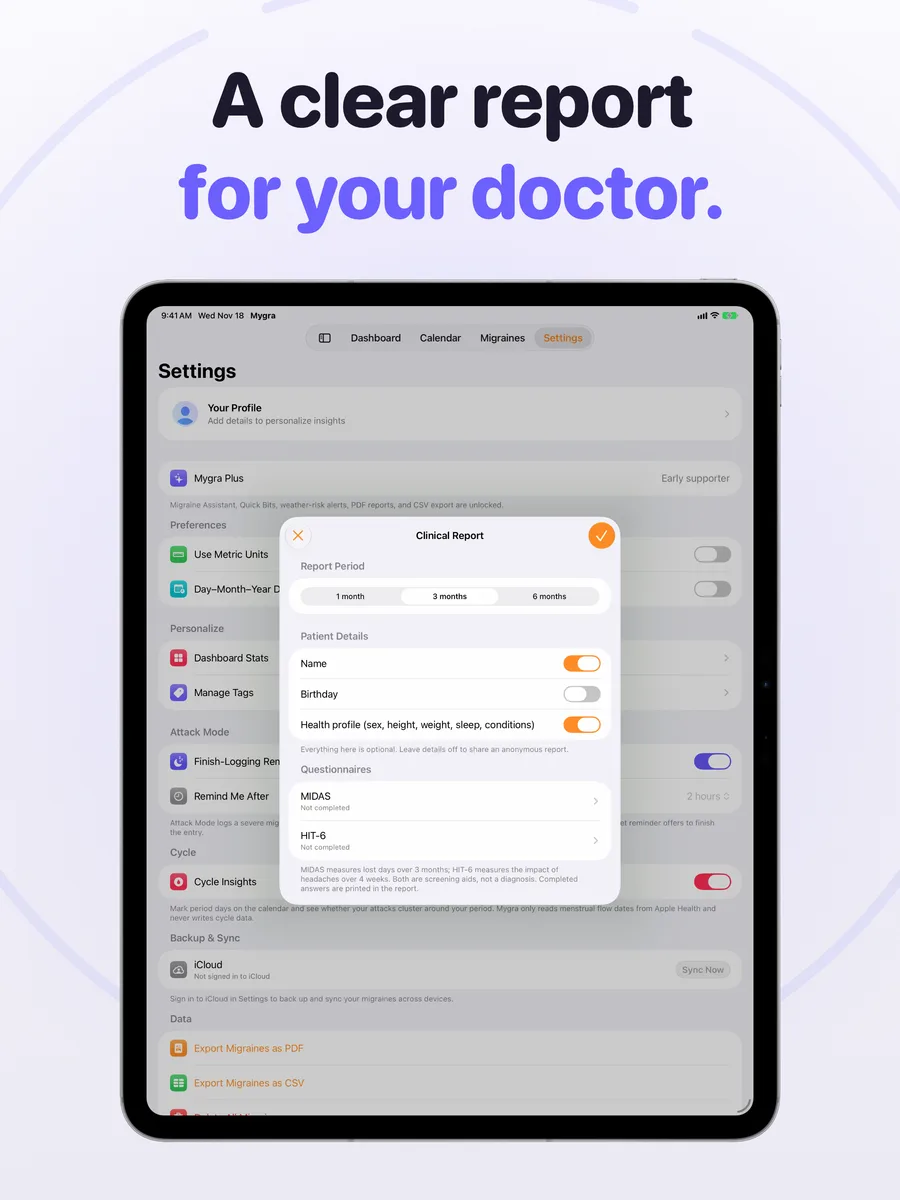 A clear report
for your doctor.
9:41 AM Wed Nov 18 Mygra
Dashboard Calendar Migraines Settings
Settings
Your Profile
Add details to personalize insights
Mygra Plus Early supporter
Migraine Assistant, Quick Bits, weather-risk alerts, PDF reports, and CSV export are unlocked.
Preferences
Use Metric Units
Day–Month–Year D
Personalize
Dashboard Stats
Manage Tags
Attack Mode
Finish-Logging Ren
Remind Me After 2 hours
Attack Mode logs a severe mig
et reminder offers to finish
the entry.
Clinical Report
Report Period
1 month 3 months 6 months
Patient Details
Name
Birthday
Health profile (sex, height, weight, sleep, conditions)
Everything here is optional. Leave details off to share an anonymous report.
Questionnaires
MIDAS
Not completed
HIT-6
Not completed
MIDAS measures lost days over 3 months; HIT-6 measures the impact of
headaches over 4 weeks. Both are screening aids, not a diagnosis. Completed
answers are printed in the report.
Cycle
Cycle Insights
Mark period days on the calendar and see whether your attacks cluster around your period. Mygra only reads menstrual flow dates from Apple Health and
never writes cycle data.
Backup & Sync
iCloud
Not signed in to iCloud
Sync Now
Sign in to iCloud in Settings to back up and sync your migraines across devices.
Data
Export Migraines as PDF
Export Migraines as CSV